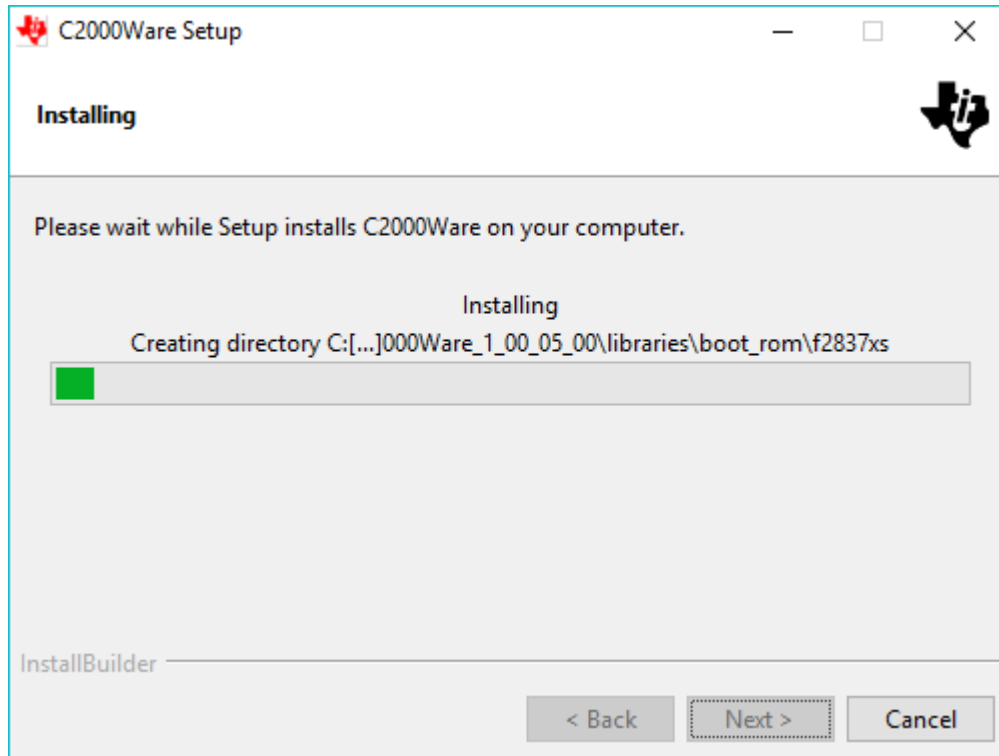 C2000Ware Setup
Installing
Please wait while Setup installs C2000Ware on your computer.
Installing
Creating directory C:[...]000Ware_1_00_05_00\libraries\boot_rom\f2837xs
InstallBuilder
< Back Next > Cancel